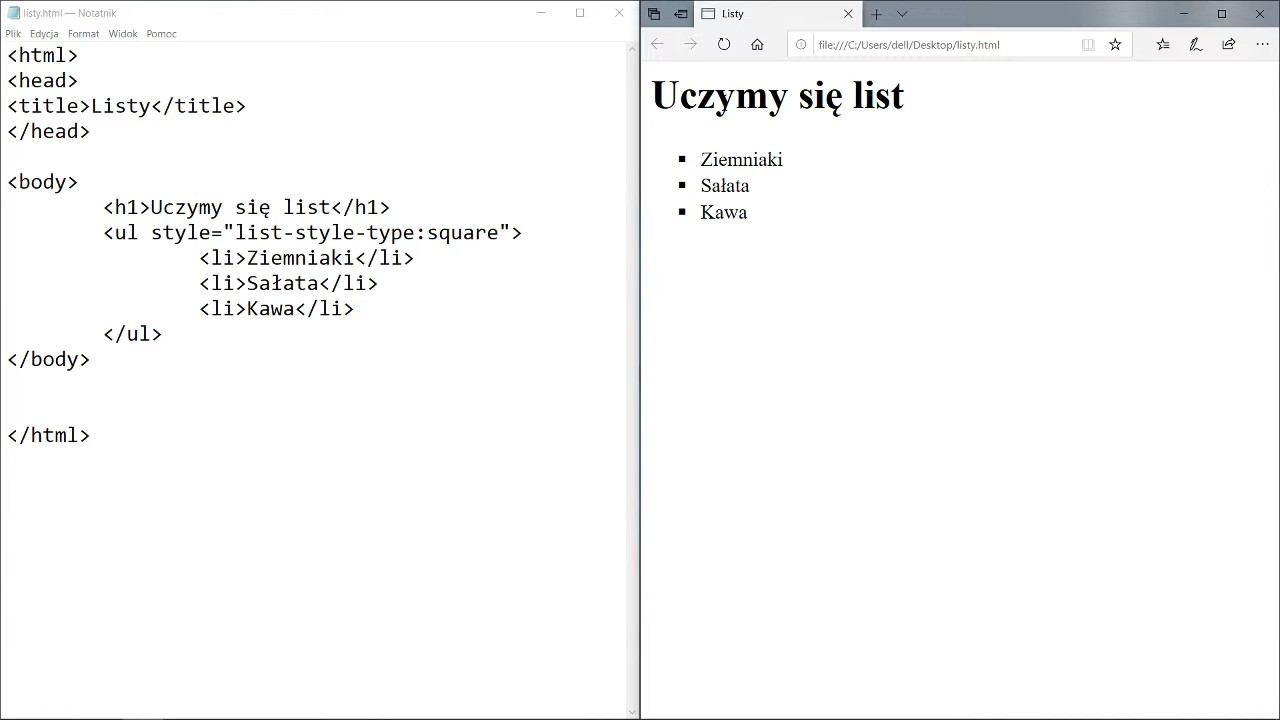 listy.html — Notatnik
Plik Edycja Format Widok Pomoc
<html>
<head>
<title>Listy</title>
</head>
<body>
<h1>Uczymy się list</h1>
<ul style="list-style-type:square">
<li>Ziemniaki</li>
<li>Sałata</li>
<li>Kawa</li>
</ul>
</body>
</html>
Listy
file:///C:/Users/dell/Desktop/listy.html
Uczymy się list
Ziemniaki
Sałata
Kawa